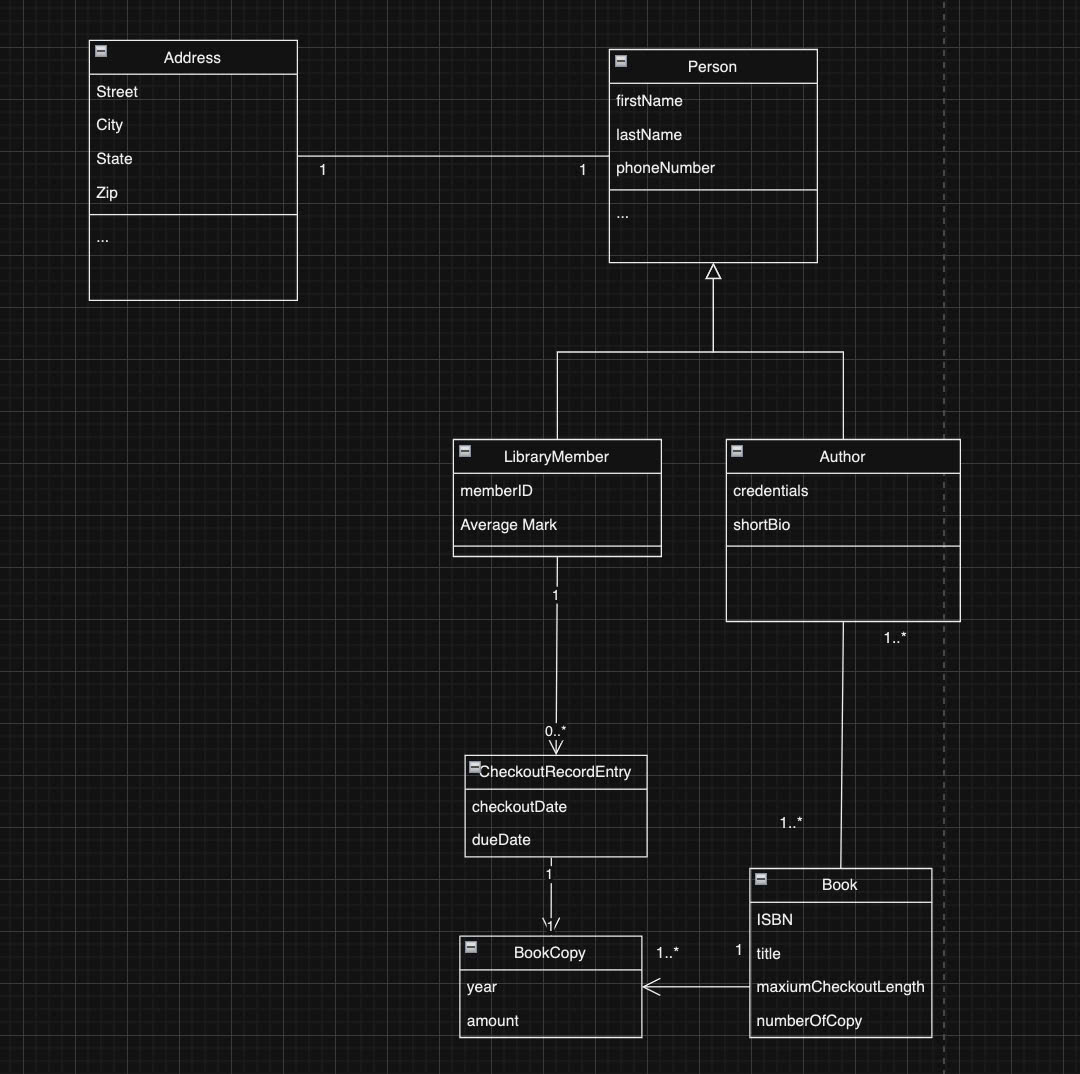 Address
Street
City
State
Zip
...
1
1
Person
firstName
lastName
phoneNumber
...
LibraryMember
memberID
Average Mark
Author
credentials
shortBio
1
0..*
1..*
1..*
CheckoutRecordEntry
checkoutDate
dueDate
1
1
BookCopy
year
amount
1..*
1
Book
ISBN
title
maxiumCheckoutLength
numberOfCopy